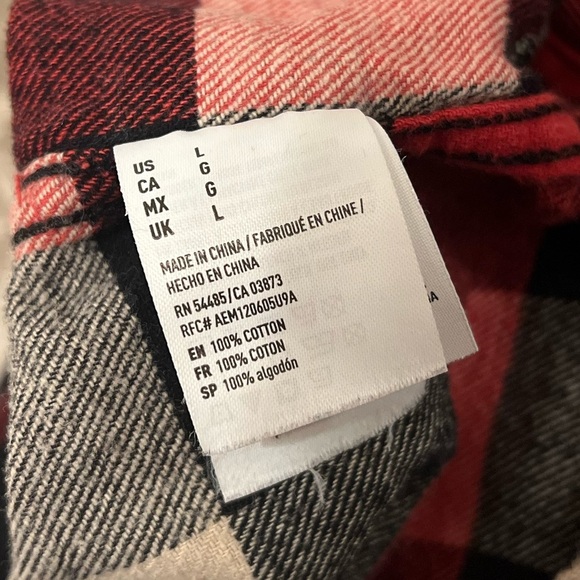 US L
CA G
MX G
UK L
MADE IN CHINA / FABRIQUÉ EN CHINE /
HECHO EN CHINA
RN 54485/CA 03873
RFC# AEM120605U9A
EN 100% COTTON
FR 100% COTON
SP 100% algodón